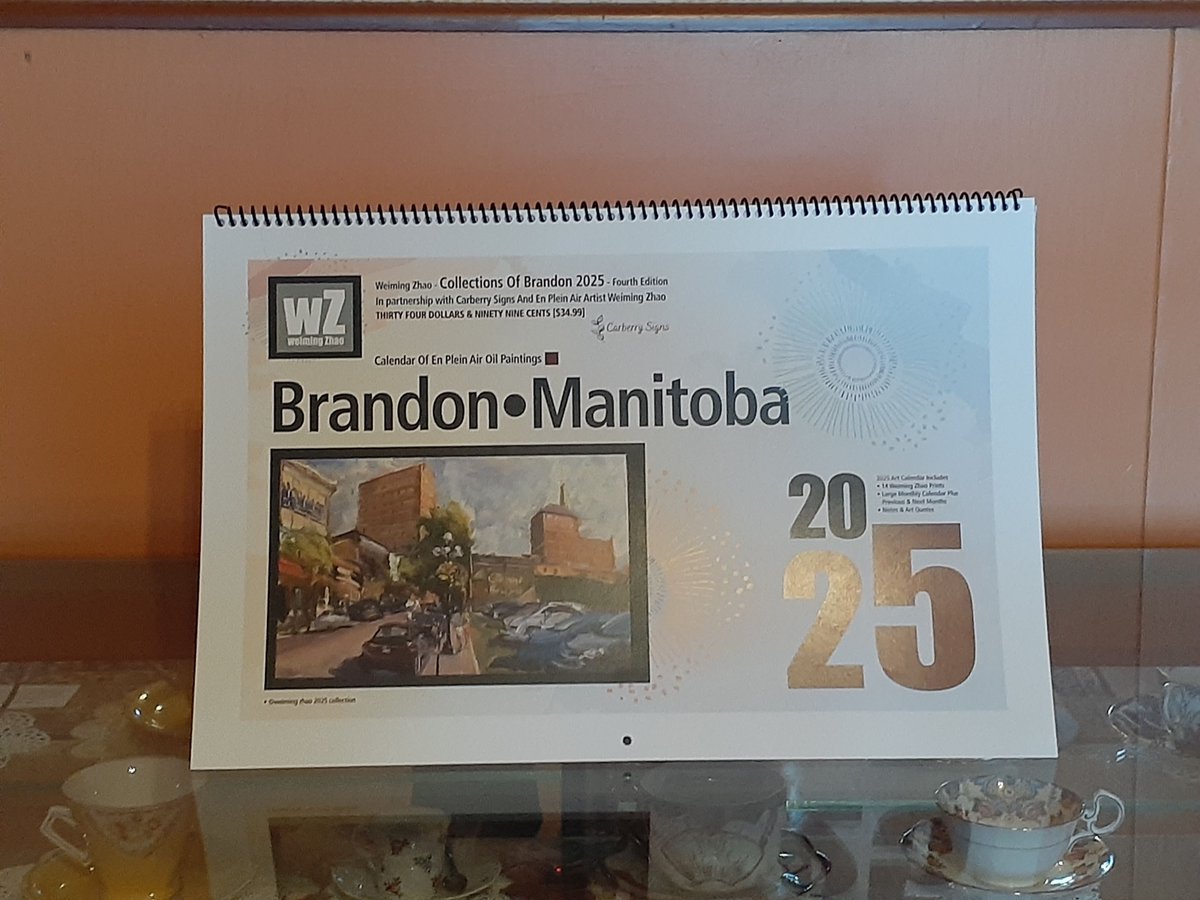 WZ
weiming Zhao
Weiming Zhao - Collections Of Brandon 2025 - Fourth Edition
In partnership with Carberry Signs And En Plein Air Artist Weiming Zhao
THIRTY FOUR DOLLARS & NINETY NINE CENTS [$34.99]
Carberry Signs
Calendar Of En Plein Air Oil Paintings
Brandon•Manitoba
2025
2025 Art Calendar Includes
• 14 Weiming Zhao Prints
• Large Monthly Calendar Plus
Previous & Next Months
• Notes & Art Quotes
• ©weiming zhao 2025 collection